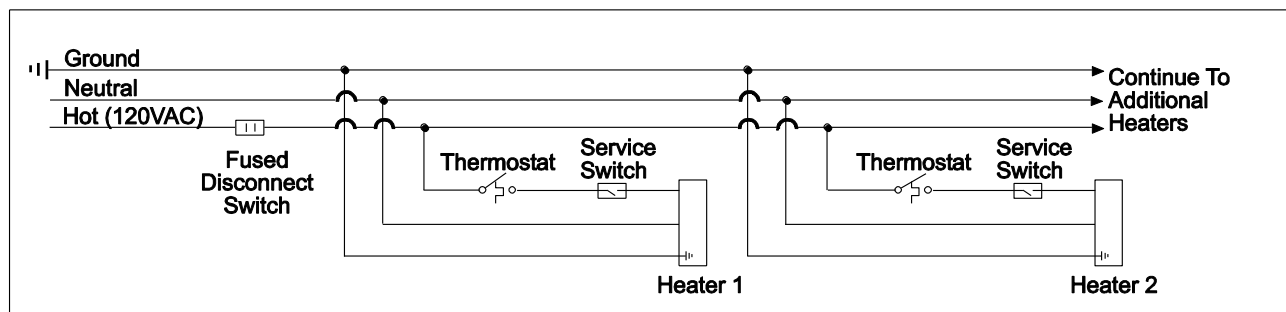 Ground
Neutral
Hot (120VAC)
Continue To
Additional
Heaters
Fused
Disconnect
Switch
Thermostat
Service
Switch
Heater 1
Thermostat
Service
Switch
Heater 2